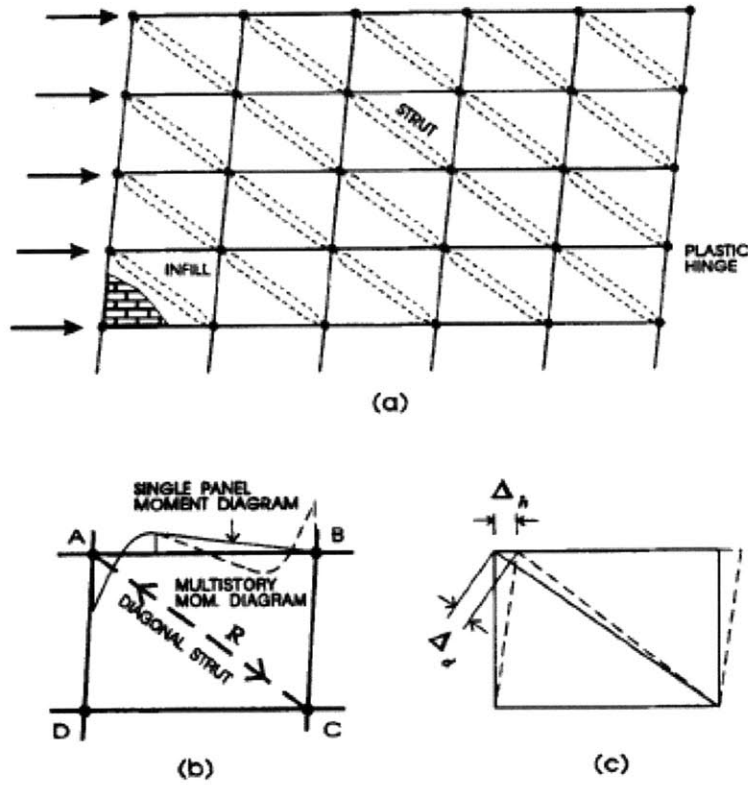 STRUT
INFILL
PLASTIC
HINGE
(a)
SINGLE PANEL
MOMENT DIAGRAM
A
B
MULTISTORY
MOM. DIAGRAM
DIAGONAL STRUT
R
D
C
(b)
Δh
Δd
(c)